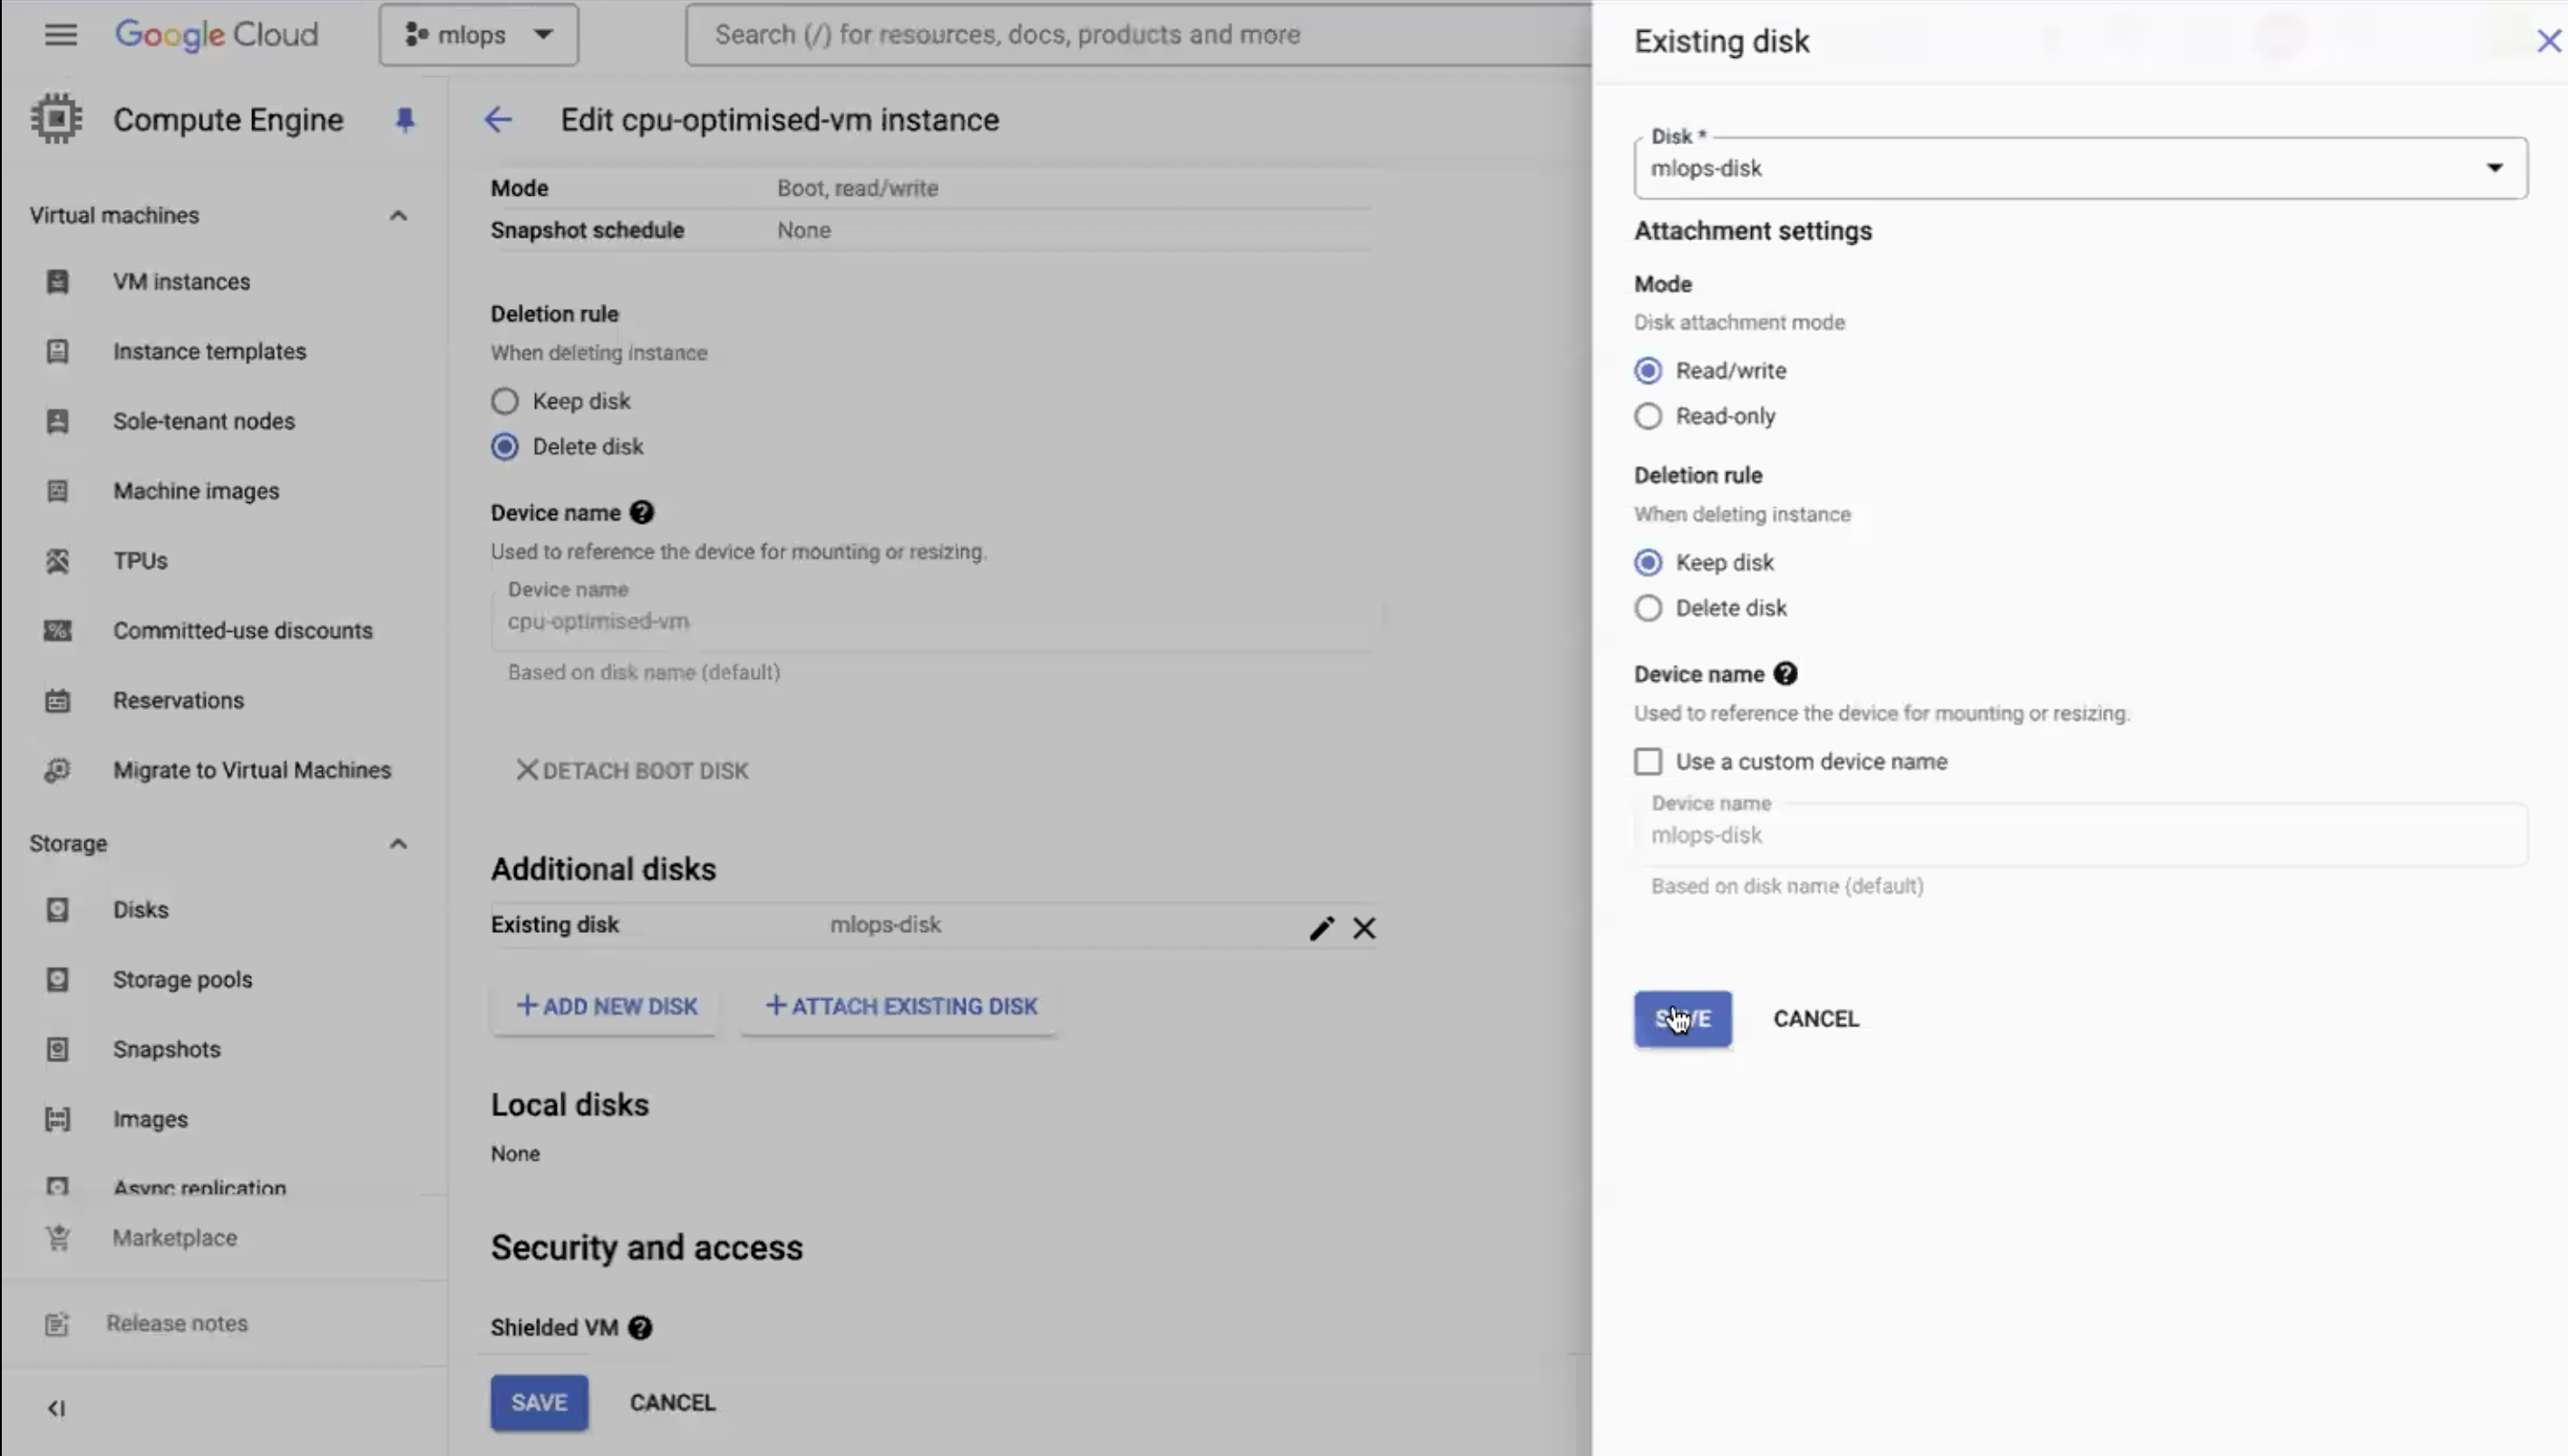 Google Cloud
mlops
Search (/) for resources, docs, products and more
Compute Engine
Virtual machines
VM instances
Instance templates
Sole-tenant nodes
Machine images
TPUs
Committed-use discounts
Reservations
Migrate to Virtual Machines
Storage
Disks
Storage pools
Snapshots
Images
Async replication
Marketplace
Release notes
Edit cpu-optimised-vm instance
Mode Boot, read/write
Snapshot schedule None
Deletion rule
When deleting instance
Keep disk
Delete disk
Device name
Used to reference the device for mounting or resizing.
Device name
cpu-optimised-vm
Based on disk name (default)
DETACH BOOT DISK
Additional disks
Existing disk mlops-disk
+ ADD NEW DISK + ATTACH EXISTING DISK
Local disks
None
Security and access
Shielded VM
SAVE CANCEL
Existing disk
Disk *
mlops-disk
Attachment settings
Mode
Disk attachment mode
Read/write
Read-only
Deletion rule
When deleting instance
Keep disk
Delete disk
Device name
Used to reference the device for mounting or resizing.
Use a custom device name
Device name
mlops-disk
Based on disk name (default)
SAVE CANCEL